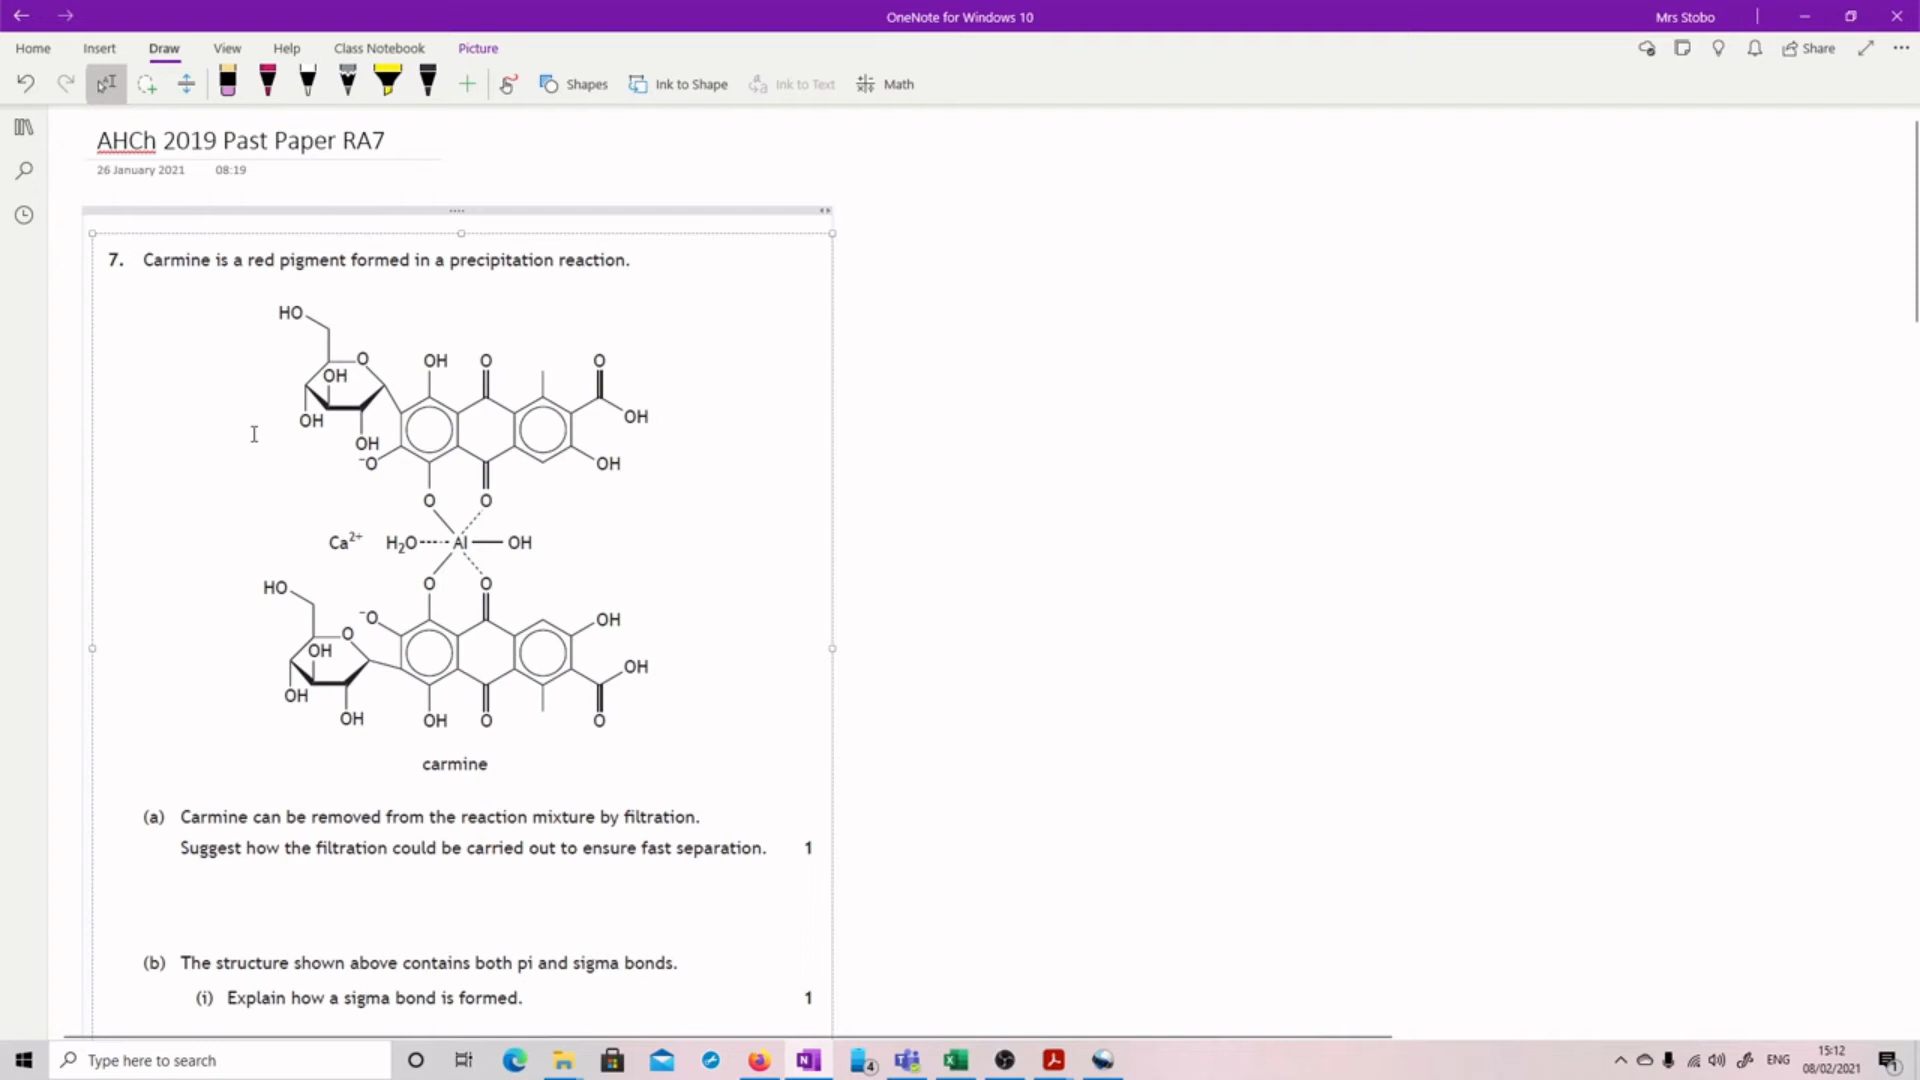 OneNote for Windows 10
Mrs Stobo
Home Insert Draw View Help Class Notebook Picture
Share
Shapes Ink to Shape Ink to Text Math
AHCh 2019 Past Paper RA7
26 January 2021 08:19
7. Carmine is a red pigment formed in a precipitation reaction.
HO
O OH O O
OH
OH OH
OH
⁻O OH
O O
Ca²⁺ H₂O Al OH
O O
HO
⁻O OH
O
OH OH
OH
OH OH O O
carmine
(a) Carmine can be removed from the reaction mixture by filtration.
Suggest how the filtration could be carried out to ensure fast separation. 1
(b) The structure shown above contains both pi and sigma bonds.
(i) Explain how a sigma bond is formed. 1
Type here to search
4
ENG
15:12
08/02/2021
1